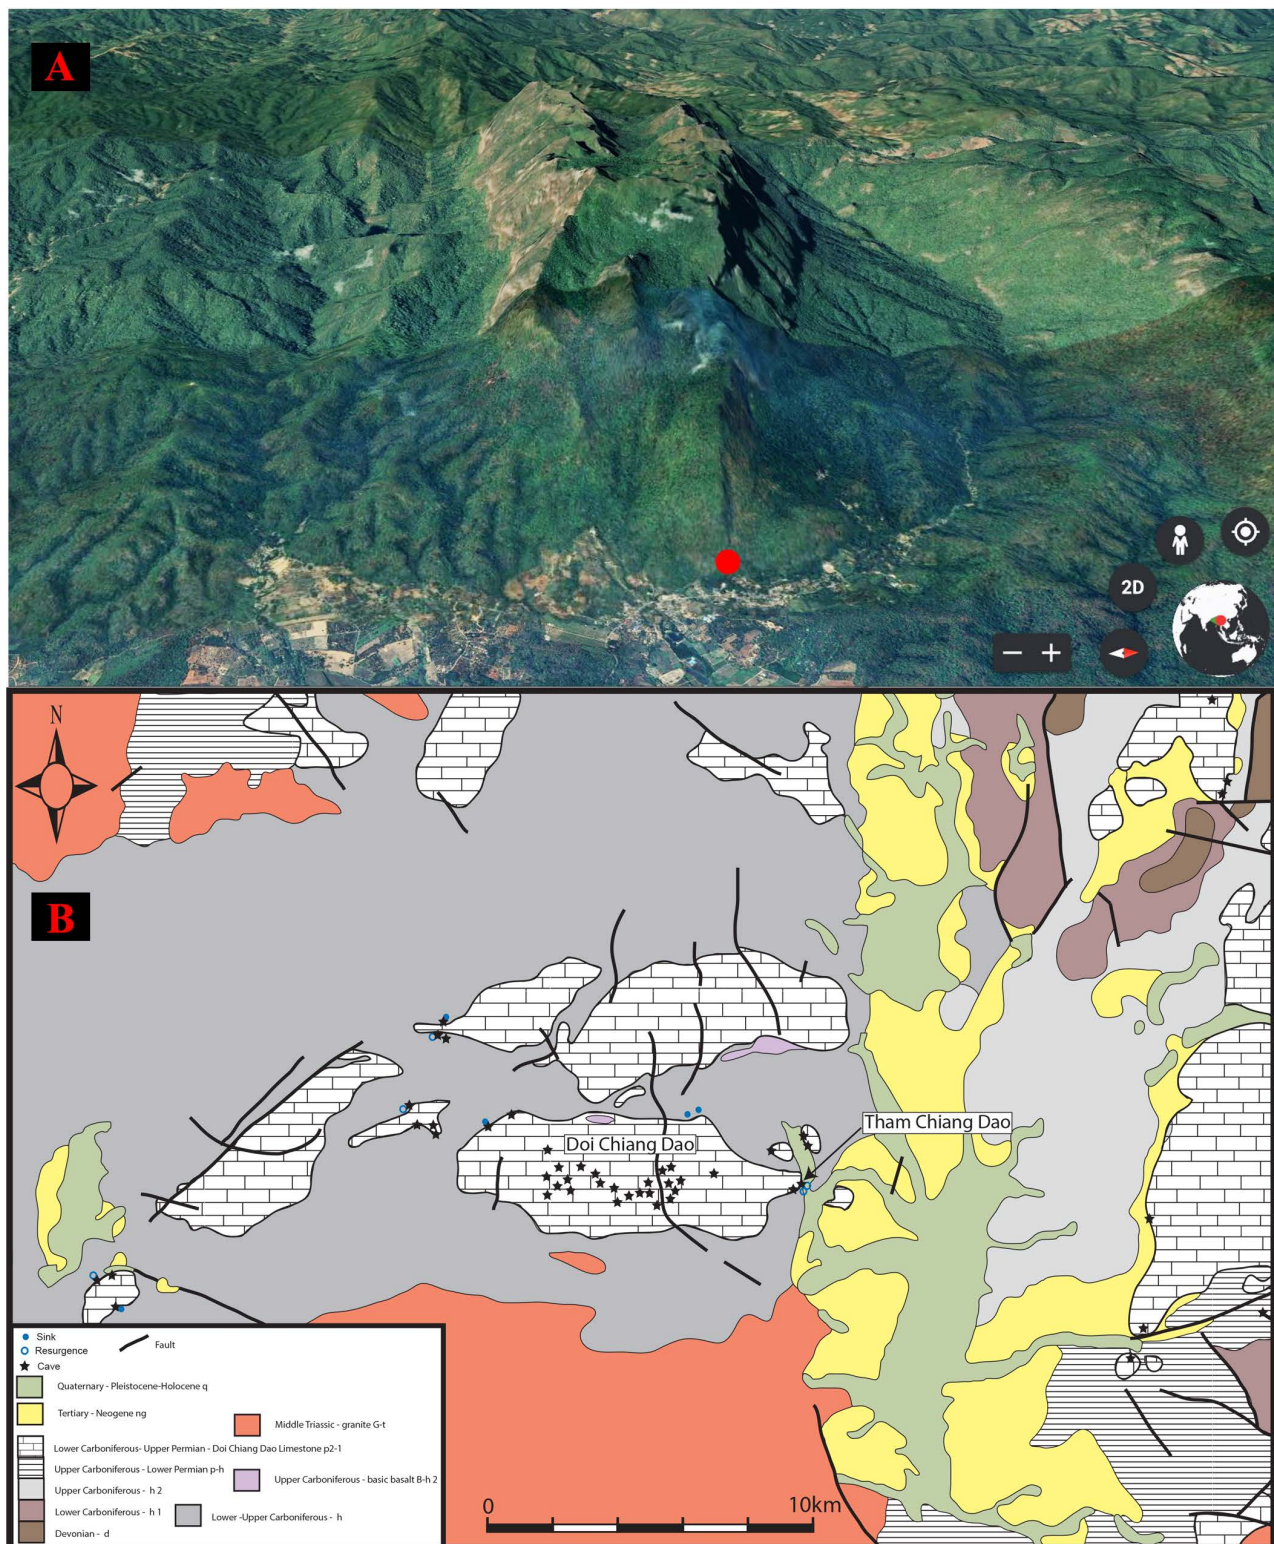 A
2D
N
B
Doi Chiang Dao
Tham Chiang Dao
Sink
Resurgence
Fault
Cave
Quaternary - Pleistocene-Holocene q
Tertiary - Neogene ng
Middle Triassic - granite G-t
Lower Carboniferous- Upper Permian - Doi Chiang Dao Limestone p2-1
Upper Carboniferous - Lower Permian p-h
Upper Carboniferous - basic basalt B-h 2
Upper Carboniferous - h 2
Lower Carboniferous - h 1
Lower -Upper Carboniferous - h
Devonian - d
0
10km